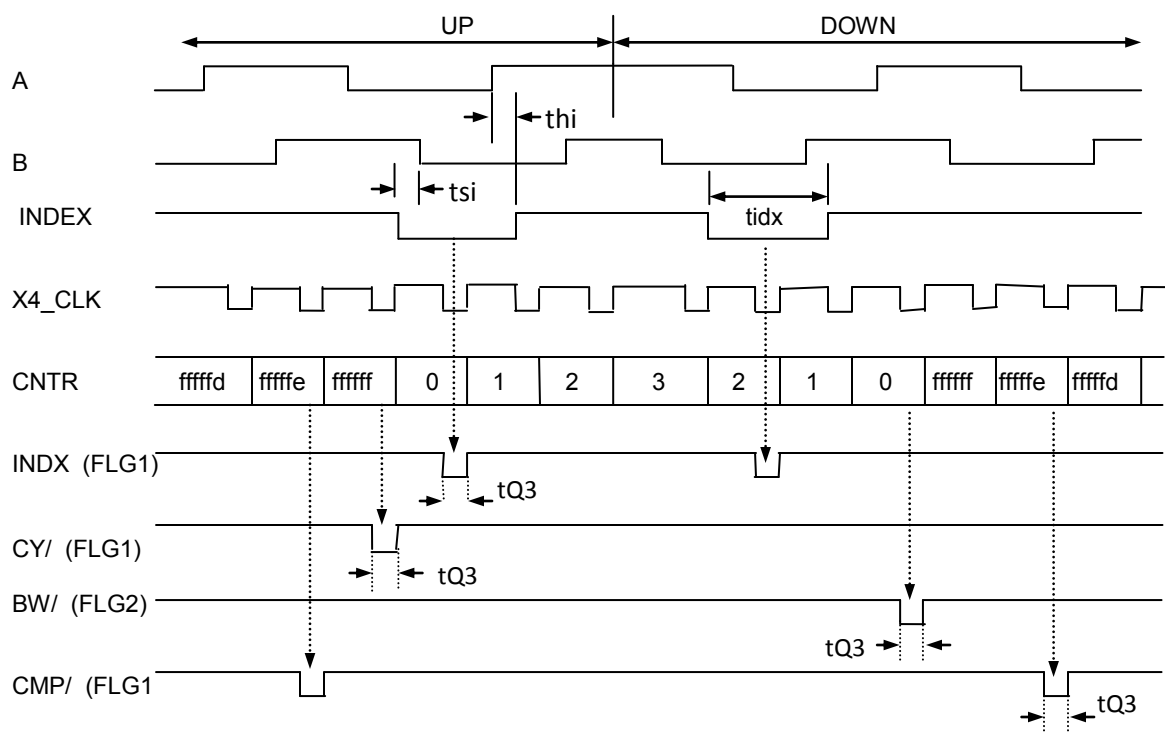 UP DOWN
A
thi
B
tsi
INDEX tidx
X4_CLK
CNTR fffffd fffffe ffffff 0 1 2 3 2 1 0 ffffff fffffe fffffd
INDX (FLG1)
tQ3
CY/ (FLG1)
tQ3
BW/ (FLG2)
tQ3
CMP/ (FLG1
tQ3